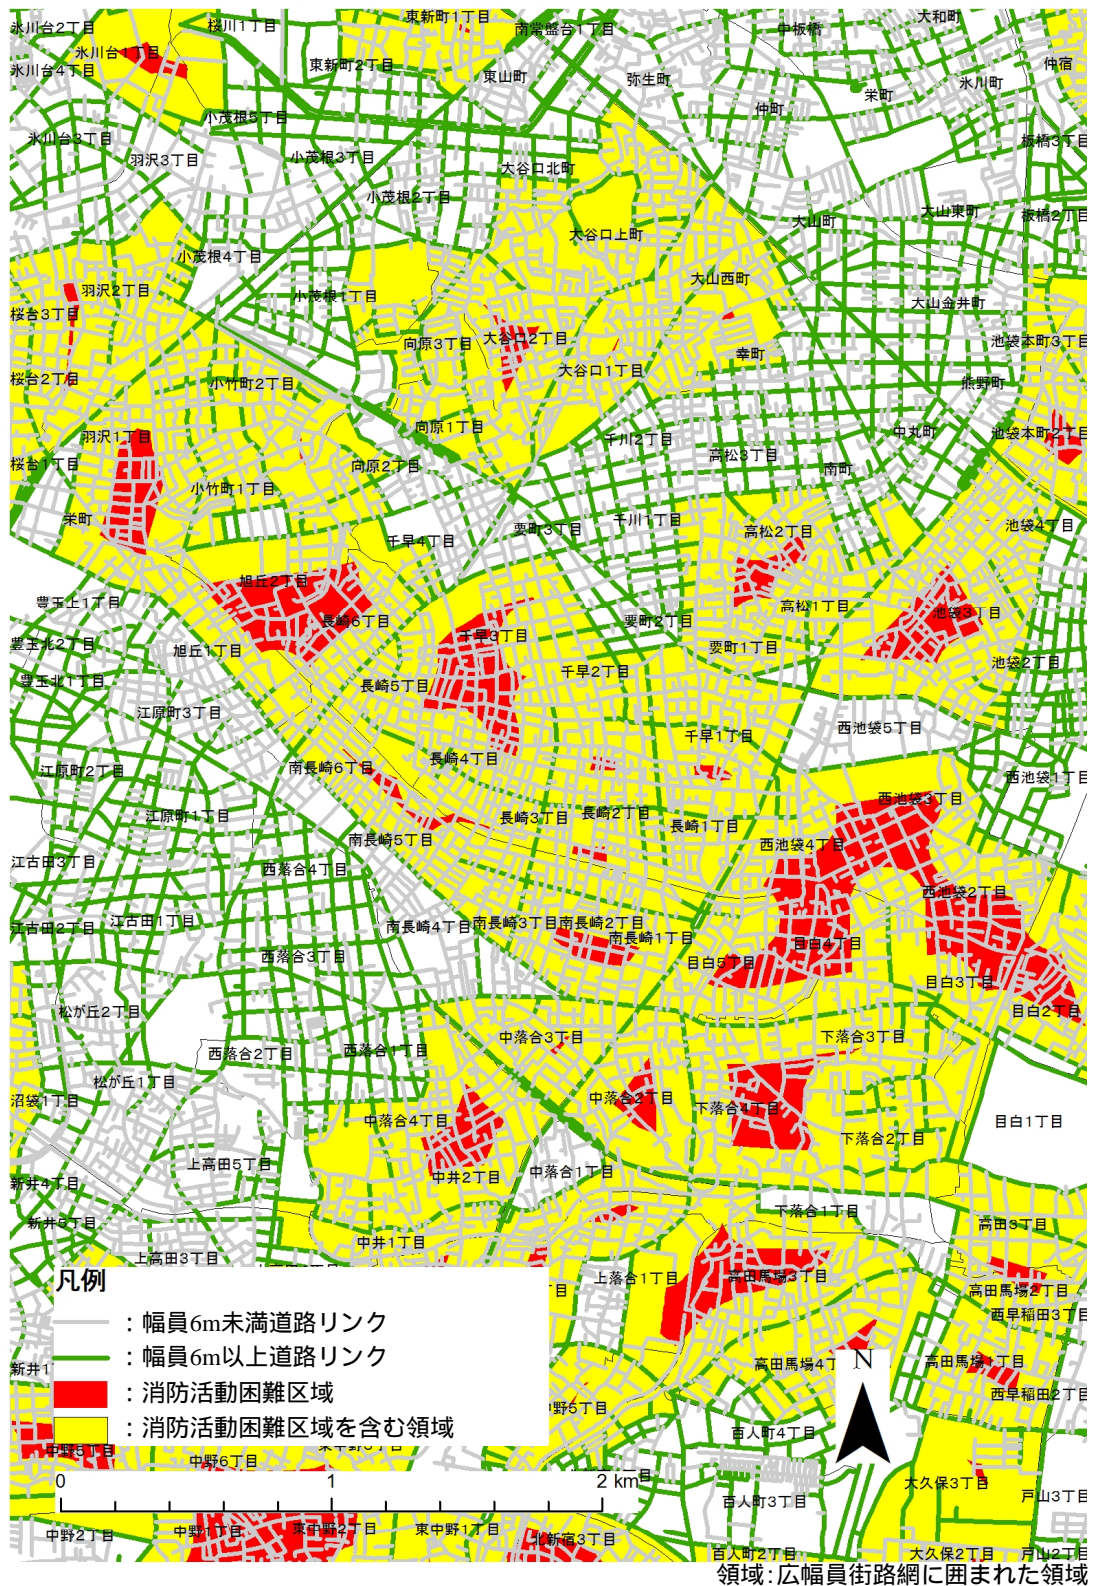 氷川台2丁目
桜川1丁目
東新町1丁目
南常盤台1丁目
中板橋
大和町
氷川台1丁目
氷川台4丁目
東新町2丁目
東山町
弥生町
仲宿
氷川町
栄町
仲町
小茂根5丁目
氷川台3丁目
羽沢3丁目
小茂根3丁目
大谷口北町
板橋3丁目
小茂根2丁目
大山町
大山東町
板橋2丁目
大谷口上町
小茂根4丁目
大山西町
羽沢2丁目
小茂根1丁目
大山金井町
桜台3丁目
向原3丁目
大谷口2丁目
幸町
池袋本町3丁目
桜台2丁目
小竹町2丁目
大谷口1丁目
熊野町
羽沢1丁目
向原1丁目
千川2丁目
中丸町
池袋本町2丁目
桜台1丁目
向原2丁目
高松3丁目
南町
小竹町1丁目
栄町
千川1丁目
要町3丁目
高松2丁目
池袋4丁目
千早4丁目
旭丘2丁目
豊玉上1丁目
高松1丁目
池袋3丁目
長崎6丁目
要町2丁目
豊玉北2丁目
旭丘1丁目
千早3丁目
要町1丁目
池袋2丁目
豊玉北1丁目
長崎5丁目
千早2丁目
江原町3丁目
西池袋5丁目
千早1丁目
江原町2丁目
南長崎6丁目
長崎4丁目
西池袋1丁目
西池袋3丁目
江原町1丁目
長崎3丁目
長崎2丁目
長崎1丁目
南長崎5丁目
西池袋4丁目
江古田3丁目
西落合4丁目
西池袋2丁目
江古田2丁目
江古田1丁目
南長崎4丁目
南長崎3丁目
南長崎2丁目
南長崎1丁目
目白4丁目
西落合3丁目
目白5丁目
目白3丁目
松が丘2丁目
目白2丁目
中落合3丁目
下落合3丁目
西落合2丁目
西落合1丁目
松が丘1丁目
沼袋1丁目
中落合2丁目
下落合4丁目
中落合4丁目
目白1丁目
下落合2丁目
上高田5丁目
新井4丁目
中井2丁目
中落合1丁目
新井5丁目
下落合1丁目
高田3丁目
中井1丁目
上高田3丁目
上落合1丁目
高田馬場3丁目
高田馬場2丁目
西早稲田3丁目
高田馬場4丁
高田馬場1丁目
西早稲田2丁目
新井1
野5丁目
百人町4丁目
中野5丁目
中野6丁目
大久保3丁目
百人町3丁目
戸山3丁目
中野2丁目
中野1丁目
東中野2丁目
東中野1丁目
北新宿3丁目
百人町2丁目
大久保2丁目
戸山2丁目
凡例
：幅員6m未満道路リンク
：幅員6m以上道路リンク
：消防活動困難区域
：消防活動困難区域を含む領域
N
0 1 2 km
領域：広幅員街路網に囲まれた領域